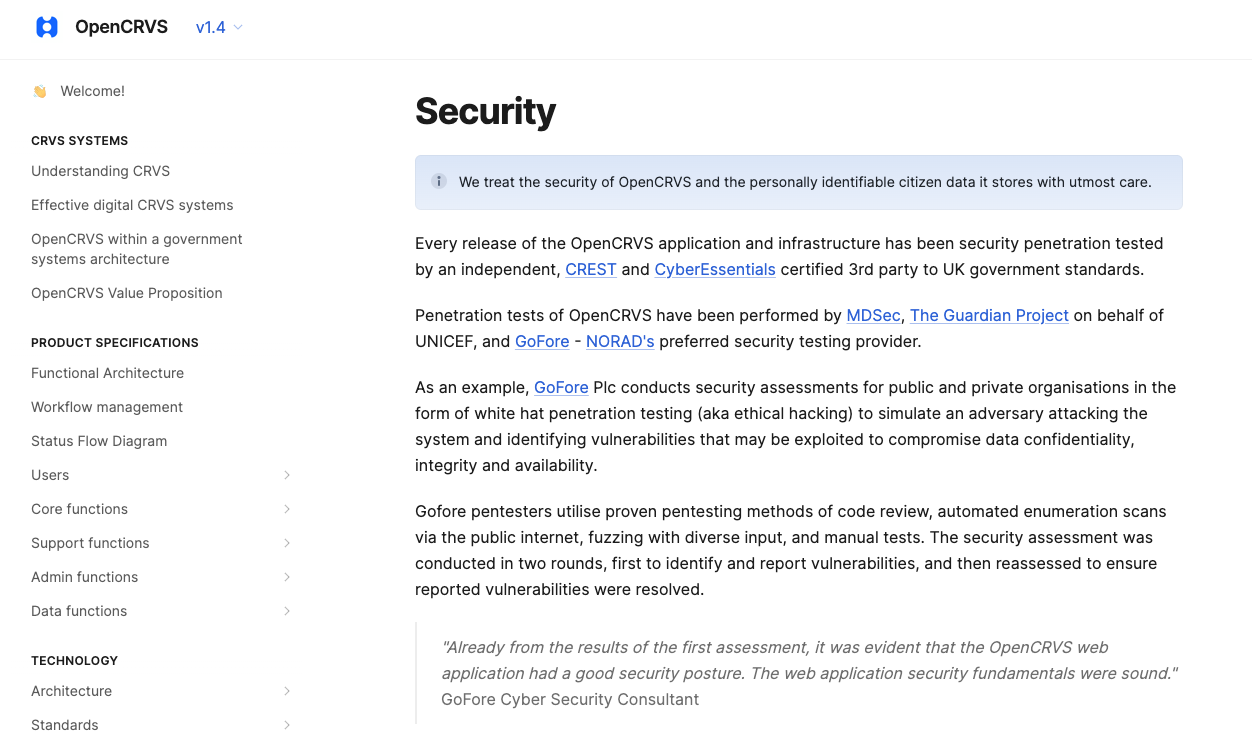 OpenCRVS v1.4
Welcome!
CRVS SYSTEMS
Understanding CRVS
Effective digital CRVS systems
OpenCRVS within a government
systems architecture
OpenCRVS Value Proposition
PRODUCT SPECIFICATIONS
Functional Architecture
Workflow management
Status Flow Diagram
Users
Core functions
Support functions
Admin functions
Data functions
TECHNOLOGY
Architecture
Standards
Security
We treat the security of OpenCRVS and the personally identifiable citizen data it stores with utmost care.
Every release of the OpenCRVS application and infrastructure has been security penetration tested
by an independent, CREST and CyberEssentials certified 3rd party to UK government standards.
Penetration tests of OpenCRVS have been performed by MDSec, The Guardian Project on behalf of
UNICEF, and GoFore - NORAD's preferred security testing provider.
As an example, GoFore Plc conducts security assessments for public and private organisations in the
form of white hat penetration testing (aka ethical hacking) to simulate an adversary attacking the
system and identifying vulnerabilities that may be exploited to compromise data confidentiality,
integrity and availability.
Gofore pentesters utilise proven pentesting methods of code review, automated enumeration scans
via the public internet, fuzzing with diverse input, and manual tests. The security assessment was
conducted in two rounds, first to identify and report vulnerabilities, and then reassessed to ensure
reported vulnerabilities were resolved.
"Already from the results of the first assessment, it was evident that the OpenCRVS web
application had a good security posture. The web application security fundamentals were sound."
GoFore Cyber Security Consultant